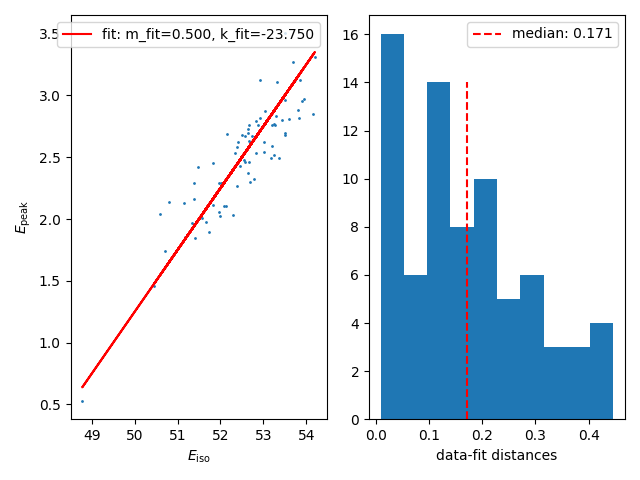 fit: m_fit=0.500, k_fit=-23.750
3.5
3.0
2.5
2.0
1.5
1.0
0.5
E_peak
49 50 51 52 53 54
E_iso
median: 0.171
16
14
12
10
8
6
4
2
0
0.0 0.1 0.2 0.3 0.4
data-fit distances